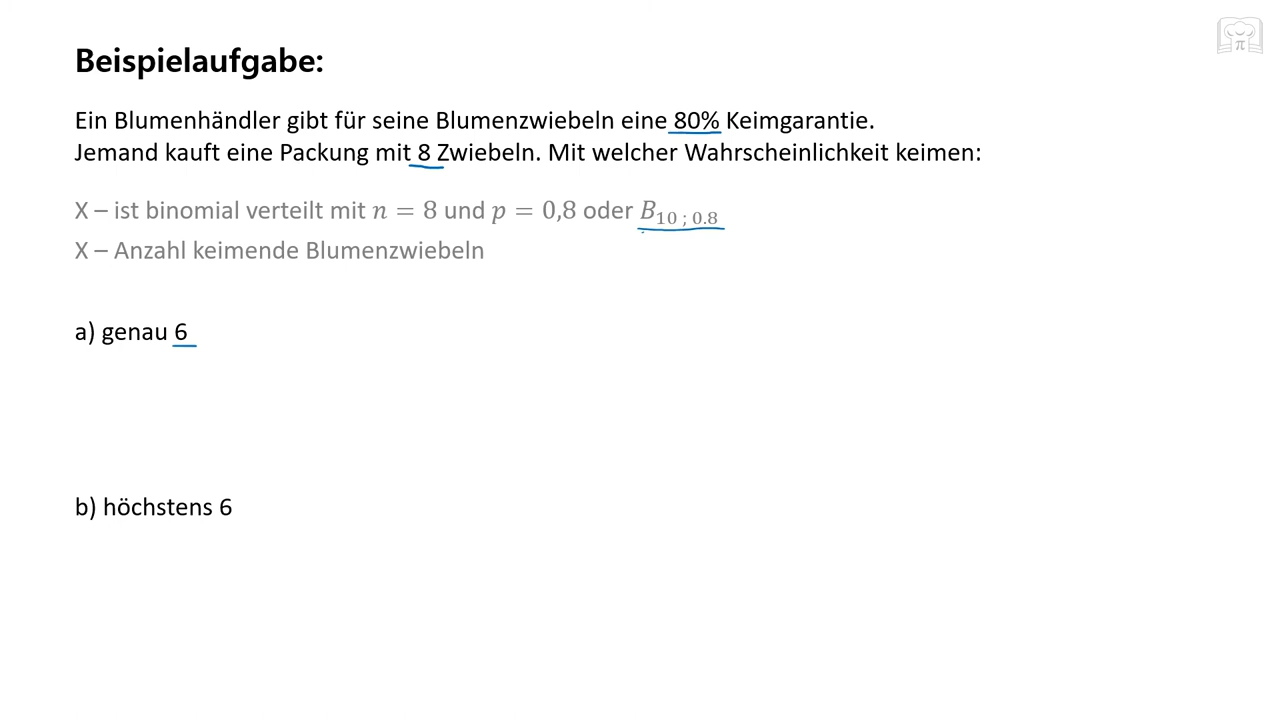 Beispielaufgabe:
Ein Blumenhändler gibt für seine Blumenzwiebeln eine 80% Keimgarantie.
Jemand kauft eine Packung mit 8 Zwiebeln. Mit welcher Wahrscheinlichkeit keimen:
X – ist binomial verteilt mit n = 8 und p = 0,8 oder B₁₀ ; ₀.₈
X – Anzahl keimende Blumenzwiebeln
a) genau 6
b) höchstens 6
π